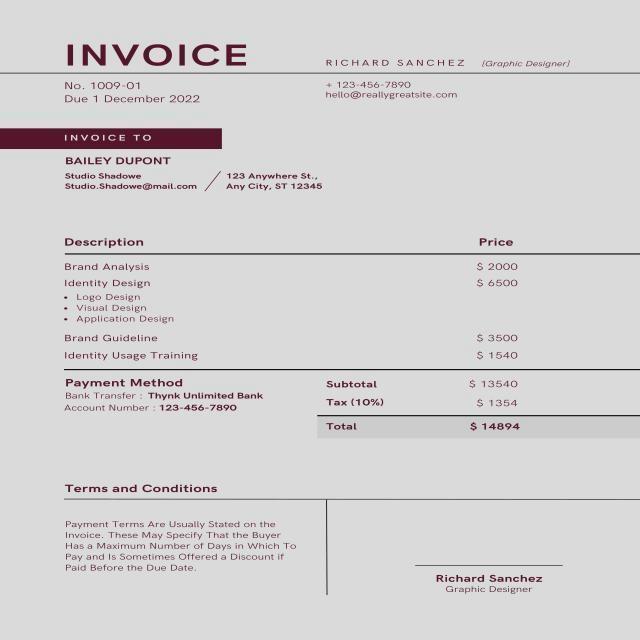 INVOICE
RICHARD SANCHEZ (Graphic Designer)
No. 1009-01
Due 1 December 2022
+ 123-456-7890
hello@reallygreatsite.com
INVOICE TO
BAILEY DUPONT
Studio Shadowe
Studio.Shadowe@mail.com
123 Anywhere St.,
Any City, ST 12345
Description Price
Brand Analysis $ 2000
Identity Design $ 6500
• Logo Design
• Visual Design
• Application Design
Brand Guideline $ 3500
Identity Usage Training $ 1540
Payment Method
Bank Transfer : Thynk Unlimited Bank
Account Number : 123-456-7890
Subtotal $ 13540
Tax (10%) $ 1354
Total $ 14894
Terms and Conditions
Payment Terms Are Usually Stated on the
Invoice. These May Specify That the Buyer
Has a Maximum Number of Days in Which To
Pay and Is Sometimes Offered a Discount if
Paid Before the Due Date.
Richard Sanchez
Graphic Designer